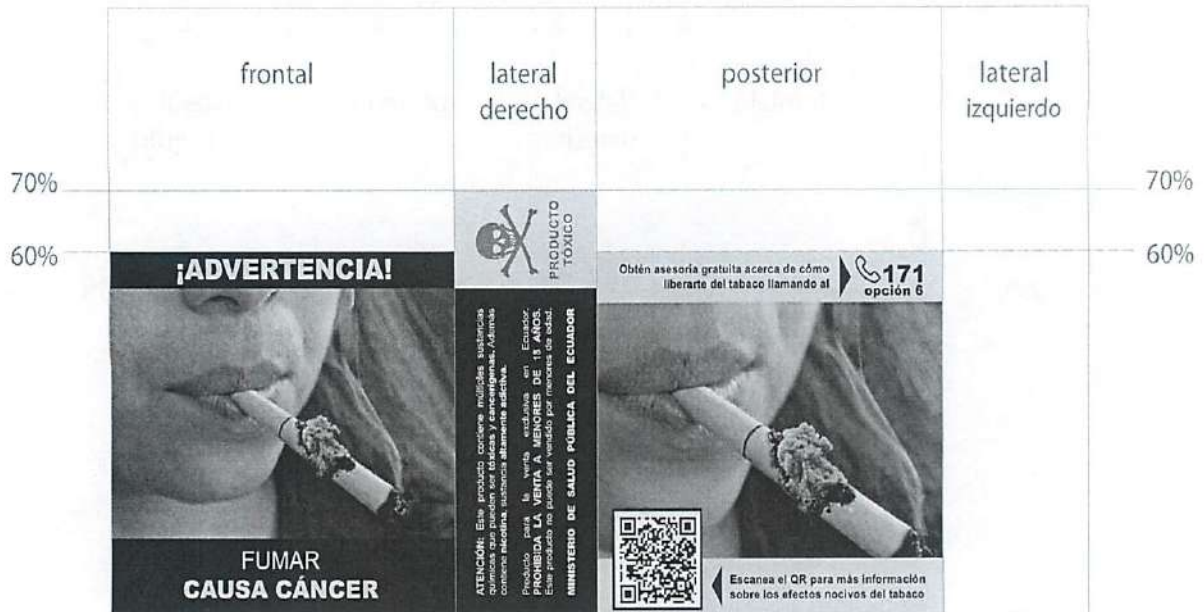 frontal
lateral
derecho
posterior
lateral
izquierdo
70%
70%
60%
60%
¡ADVERTENCIA!
FUMAR
CAUSA CÁNCER
PRODUCTO
TÓXICO
ATENCIÓN: Este producto contiene múltiples sustancias
químicas que pueden ser tóxicas y cancerígenas. Además
contiene nicotina, sustancia altamente adictiva.
Producto para la venta exclusiva en Ecuador.
PROHIBIDA LA VENTA A MENORES DE 18 AÑOS.
Este producto no puede ser vendido por menores de edad.
MINISTERIO DE SALUD PÚBLICA DEL ECUADOR
Obtén asesoría gratuita acerca de cómo
liberarte del tabaco llamando al
171
opción 6
Escanea el QR para más información
sobre los efectos nocivos del tabaco